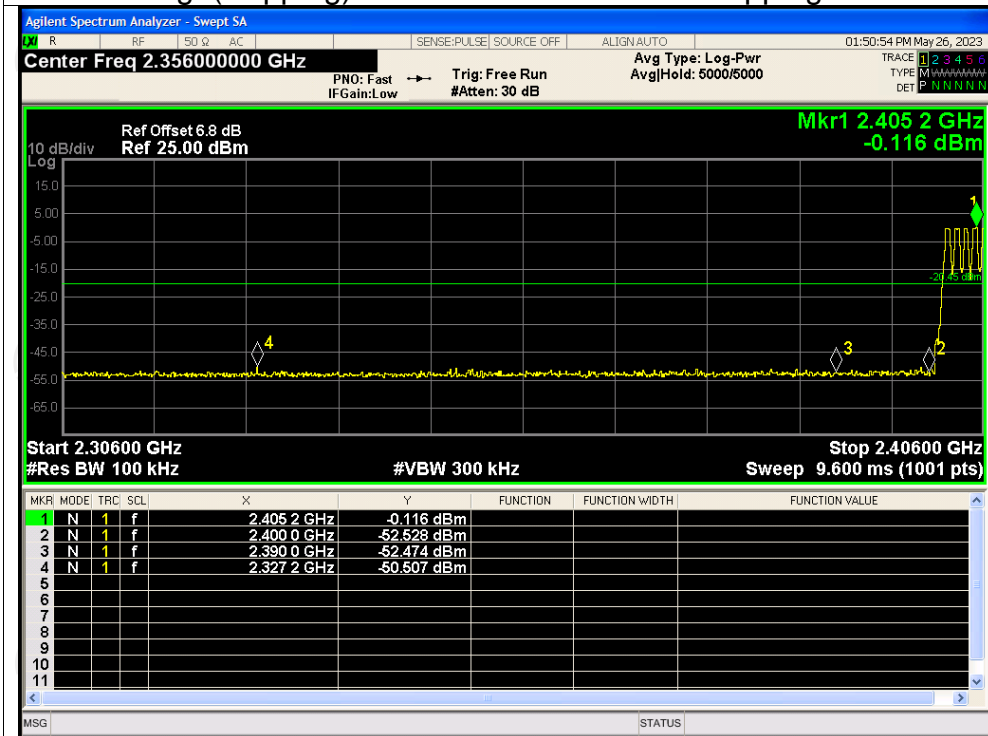 Agilent Spectrum Analyzer - Swept SA
LXI R RF 50 Ω AC SENSE:PULSE SOURCE OFF ALIGN AUTO 01:50:54 PM May 26, 2023
Center Freq 2.356000000 GHz
PNO: Fast
IFGain:Low
Trig: Free Run
#Atten: 30 dB
Avg Type: Log-Pwr
Avg|Hold: 5000/5000
TRACE 1 2 3 4 5 6
TYPE M
DET P N N N N N
Mkr1 2.405 2 GHz
-0.116 dBm
Ref Offset 6.8 dB
10 dB/div Ref 25.00 dBm
Log
15.0
5.00
-5.00
-15.0
-25.0
-35.0
-45.0
-55.0
-65.0
1
-20.45 dBm
4
3
2
Start 2.30600 GHz Stop 2.40600 GHz
#Res BW 100 kHz #VBW 300 kHz Sweep 9.600 ms (1001 pts)
MKR MODE TRC SCL X Y FUNCTION FUNCTION WIDTH FUNCTION VALUE
1 N 1 f 2.405 2 GHz -0.116 dBm
2 N 1 f 2.400 0 GHz -52.528 dBm
3 N 1 f 2.390 0 GHz -52.474 dBm
4 N 1 f 2.327 2 GHz -50.507 dBm
5
6
7
8
9
10
11
MSG STATUS